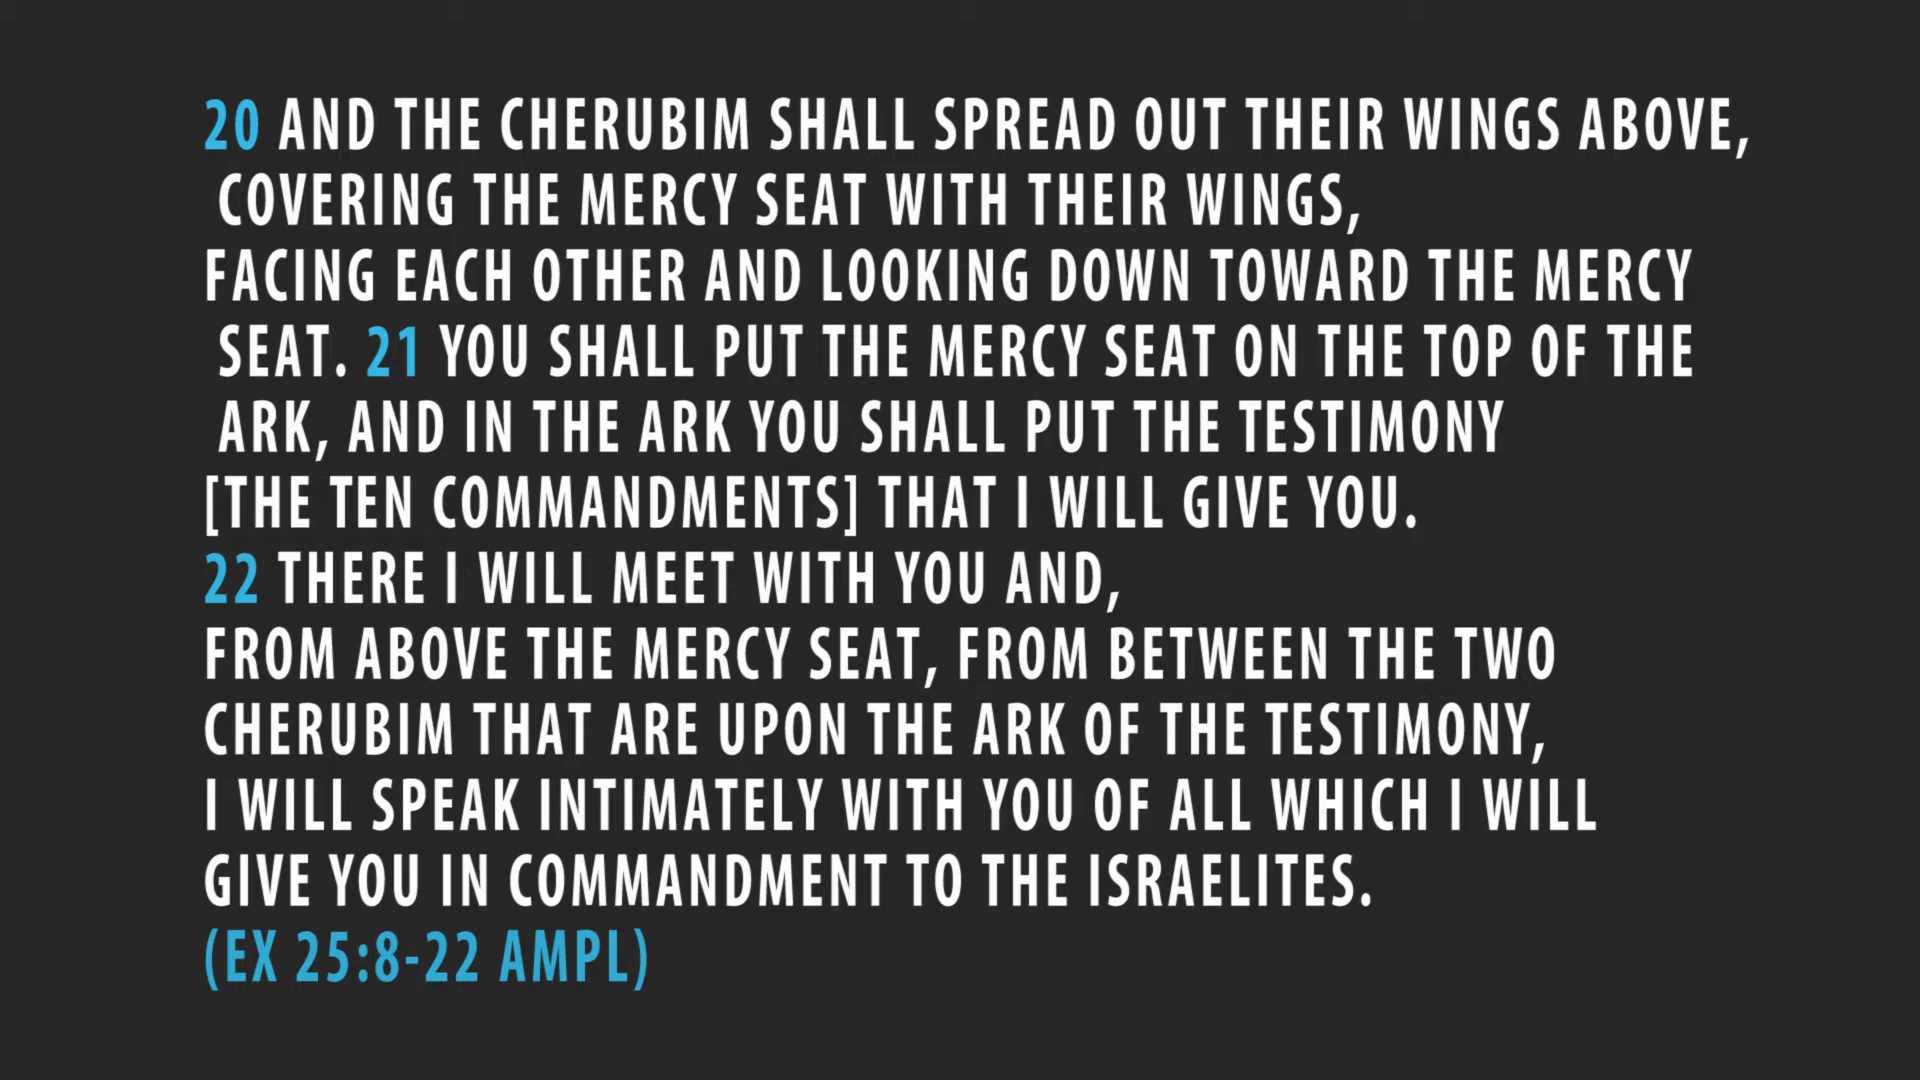 20 AND THE CHERUBIM SHALL SPREAD OUT THEIR WINGS ABOVE,
COVERING THE MERCY SEAT WITH THEIR WINGS,
FACING EACH OTHER AND LOOKING DOWN TOWARD THE MERCY
SEAT. 21 YOU SHALL PUT THE MERCY SEAT ON THE TOP OF THE
ARK, AND IN THE ARK YOU SHALL PUT THE TESTIMONY
[THE TEN COMMANDMENTS] THAT I WILL GIVE YOU.
22 THERE I WILL MEET WITH YOU AND,
FROM ABOVE THE MERCY SEAT, FROM BETWEEN THE TWO
CHERUBIM THAT ARE UPON THE ARK OF THE TESTIMONY,
I WILL SPEAK INTIMATELY WITH YOU OF ALL WHICH I WILL
GIVE YOU IN COMMANDMENT TO THE ISRAELITES.
(EX 25:8-22 AMPL)